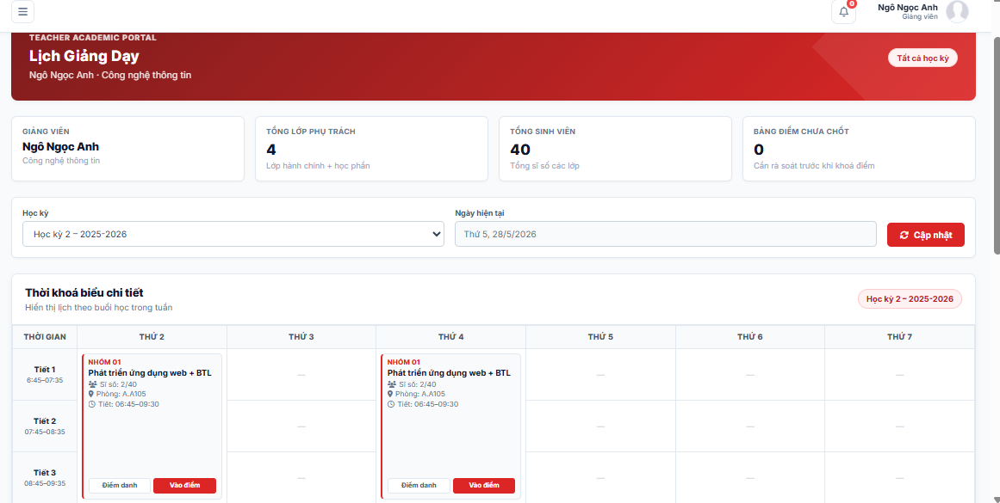 0
Ngô Ngọc Anh
Giảng viên
TEACHER ACADEMIC PORTAL
Lịch Giảng Dạy
Ngô Ngọc Anh · Công nghệ thông tin
Tất cả học kỳ
GIẢNG VIÊN
Ngô Ngọc Anh
Công nghệ thông tin
TỔNG LỚP PHỤ TRÁCH
4
Lớp hành chính + học phần
TỔNG SINH VIÊN
40
Tổng sĩ số các lớp
BẢNG ĐIỂM CHƯA CHỐT
0
Cần rà soát trước khi khoá điểm
Học kỳ
Học kỳ 2 – 2025-2026
Ngày hiện tại
Thứ 5, 28/5/2026
Cập nhật
Thời khoá biểu chi tiết
Hiển thị lịch theo buổi học trong tuần
Học kỳ 2 – 2025-2026
THỜI GIAN THỨ 2 THỨ 3 THỨ 4 THỨ 5 THỨ 6 THỨ 7
Tiết 1
6:45–07:35
NHÓM 01
Phát triển ứng dụng web + BTL
Sĩ số: 2/40
Phòng: A.A105
Tiết: 06:45–09:30
Điểm danh Vào điểm
—
NHÓM 01
Phát triển ứng dụng web + BTL
Sĩ số: 2/40
Phòng: A.A105
Tiết: 06:45–09:30
Điểm danh Vào điểm
— — —
Tiết 2
07:45–08:35
— — — —
Tiết 3
08:45–09:35
— — — —